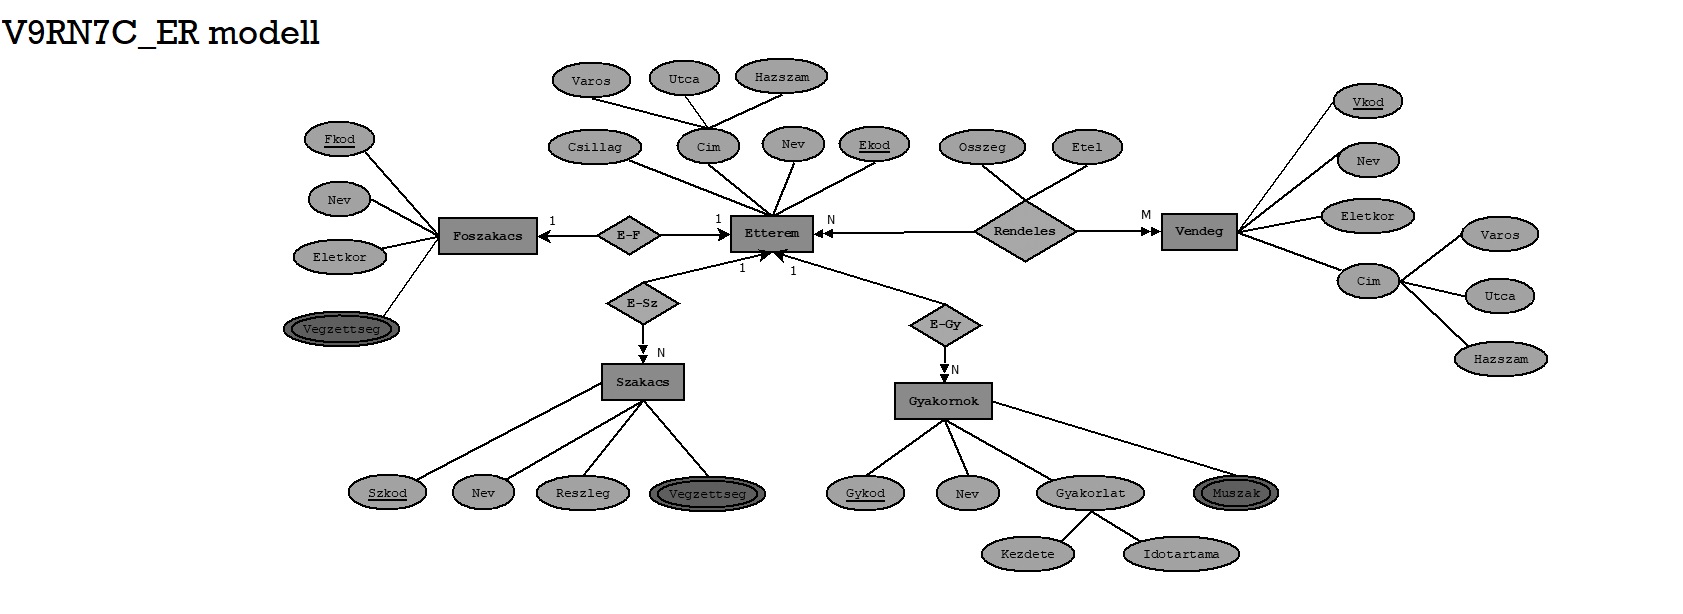 V9RN7C_ER modell
Varos
Utca
Hazszam
Csillag
Cim
Nev
Ekod
Osszeg
Etel
Vkod
Nev
Eletkor
Cim
Varos
Utca
Hazszam
Fkod
Nev
Eletkor
Vegzettseg
Foszakacs
1
E-F
1
Etterem
N
Rendeles
M
Vendeg
1
1
E-Sz
N
E-Gy
N
Szakacs
Gyakornok
Szkod
Nev
Reszleg
Vegzettseg
Gykod
Nev
Gyakorlat
Muszak
Kezdete
Idotartama